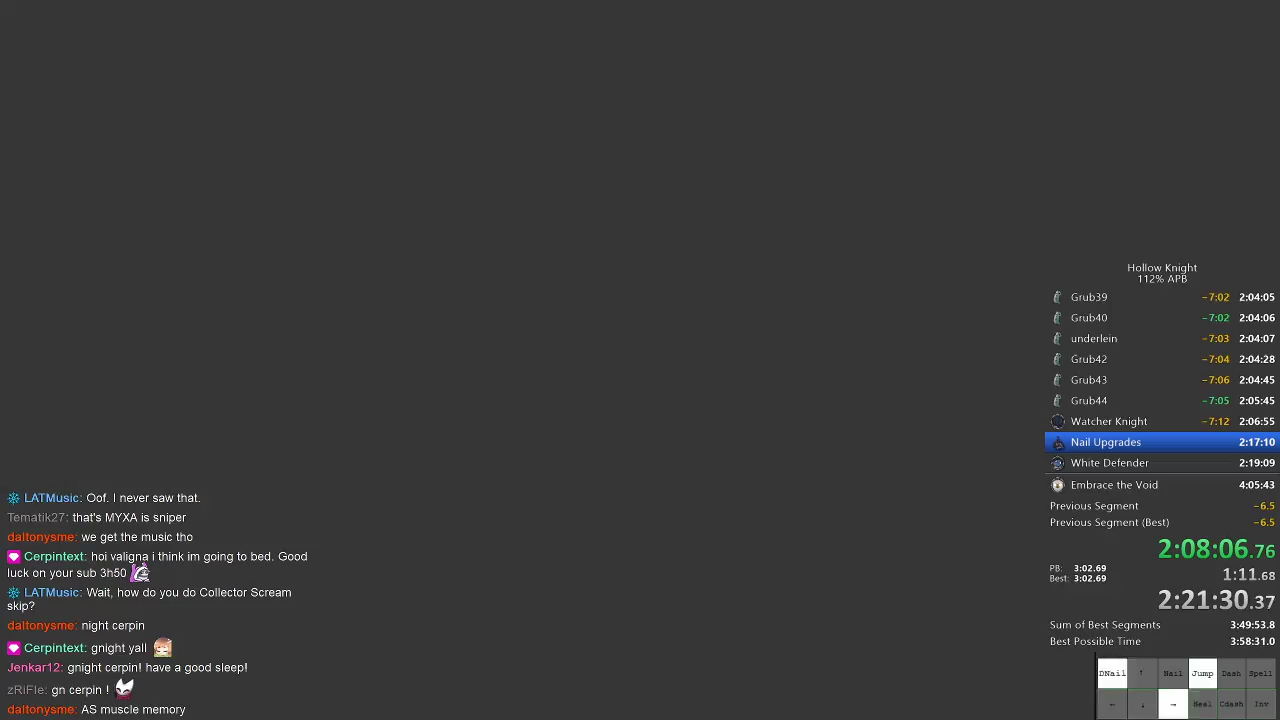 Hollow Knight
112% APB
Grub39 -7:02 2:04:05
Grub40 -7:02 2:04:06
underlein -7:03 2:04:07
Grub42 -7:04 2:04:28
Grub43 -7:06 2:04:45
Grub44 -7:05 2:05:45
Watcher Knight -7:12 2:06:55
Nail Upgrades 2:17:10
White Defender 2:19:09
Embrace the Void 4:05:43
Previous Segment -6.5
Previous Segment (Best) -6.5
2:08:06.76
PB: 3:02.69
Best: 3:02.69
1:11.68
2:21:30.37
Sum of Best Segments 3:49:53.8
Best Possible Time 3:58:31.0
DNail ↑ Nail Jump Dash Spell
← ↓ → Heal Cdash Inv
LATMusic: Oof. I never saw that.
Tematik27: that's MYXA is sniper
daltonysme: we get the music tho
Cerpintext: hoi valigna i think im going to bed. Good
luck on your sub 3h50
LATMusic: Wait, how do you do Collector Scream
skip?
daltonysme: night cerpin
Cerpintext: gnight yall
Jenkar12: gnight cerpin! have a good sleep!
zRiFle: gn cerpin !
daltonysme: AS muscle memory